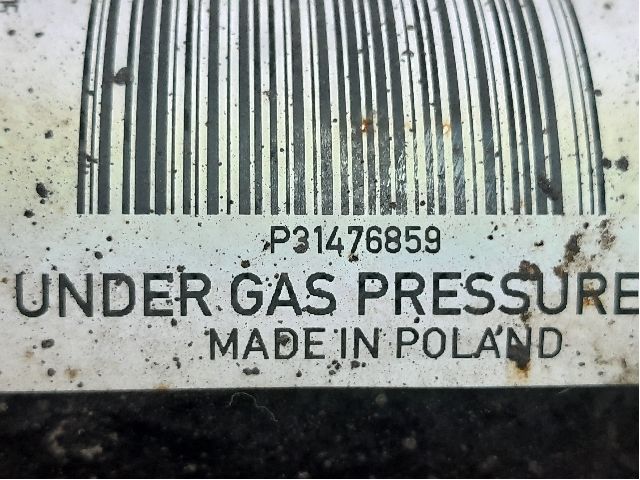 P31476859
UNDER GAS PRESSURE
MADE IN POLAND